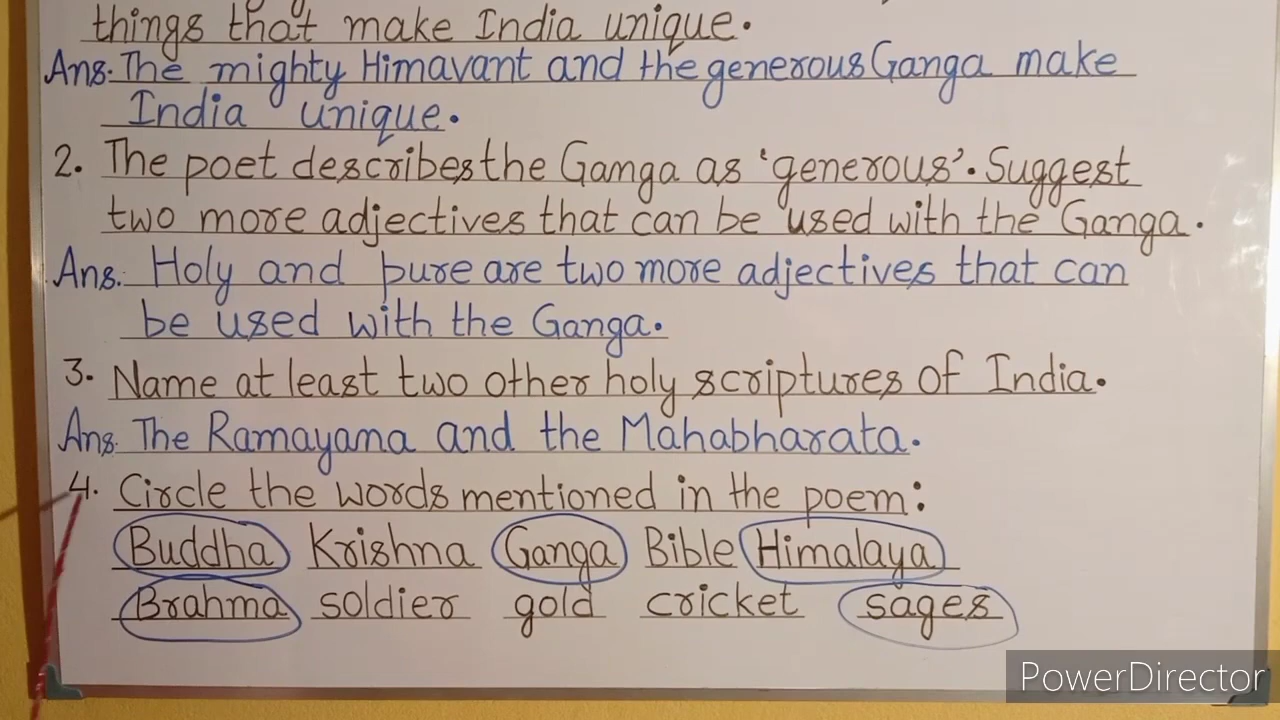 things that make India unique.
Ans. The mighty Himavant and the generous Ganga make
India unique.
2. The poet describes the Ganga as 'generous'. Suggest
two more adjectives that can be used with the Ganga.
Ans. Holy and pure are two more adjectives that can
be used with the Ganga.
3. Name at least two other holy scriptures of India.
Ans. The Ramayana and the Mahabharata.
4. Circle the words mentioned in the poem:
Buddha Krishna Ganga Bible Himalaya
Brahma soldier gold cricket sages
PowerDirector